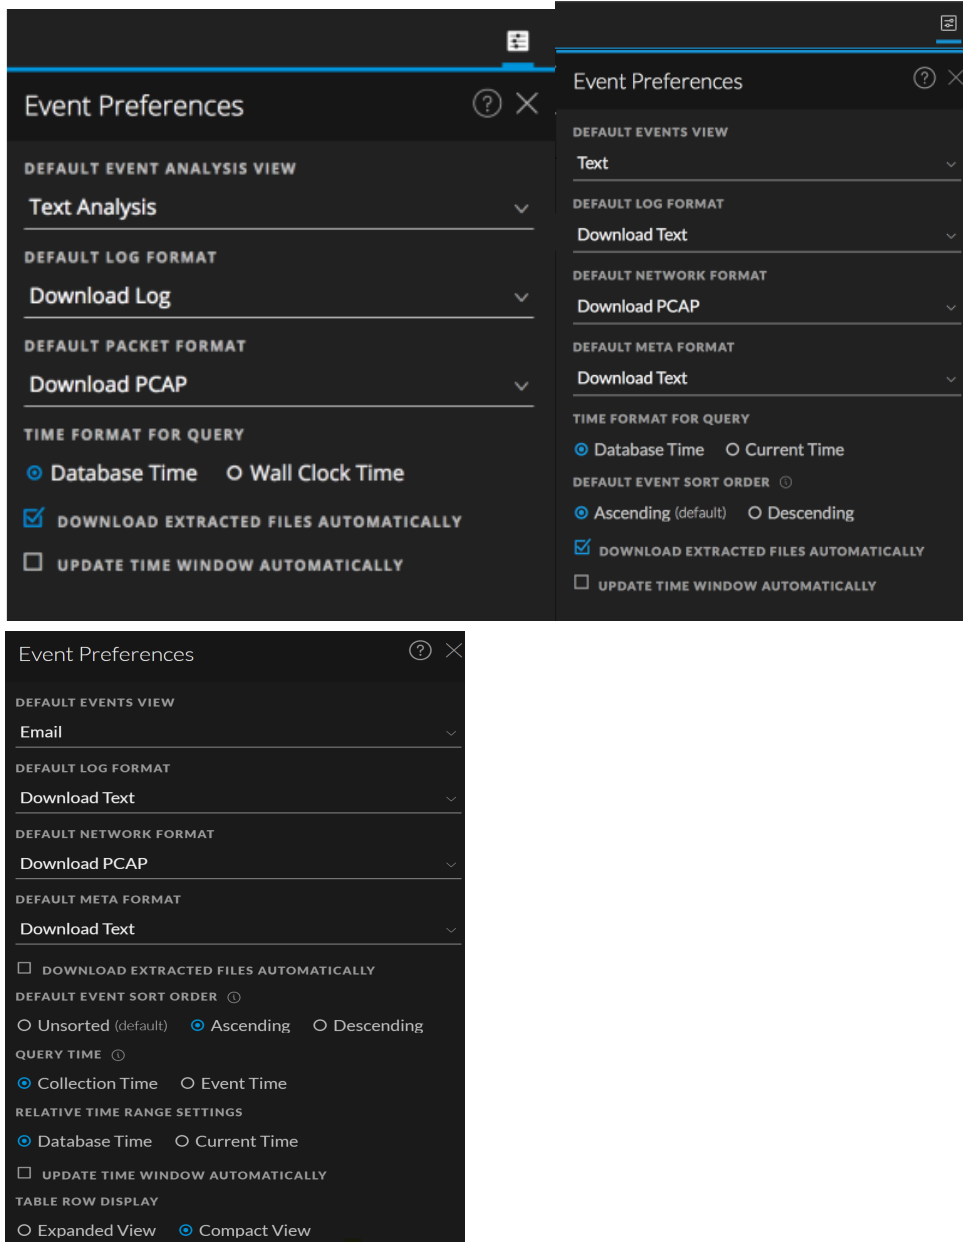 Event Preferences
DEFAULT EVENT ANALYSIS VIEW
Text Analysis
DEFAULT LOG FORMAT
Download Log
DEFAULT PACKET FORMAT
Download PCAP
TIME FORMAT FOR QUERY
Database Time Wall Clock Time
DOWNLOAD EXTRACTED FILES AUTOMATICALLY
UPDATE TIME WINDOW AUTOMATICALLY
Event Preferences
DEFAULT EVENTS VIEW
Text
DEFAULT LOG FORMAT
Download Text
DEFAULT NETWORK FORMAT
Download PCAP
DEFAULT META FORMAT
Download Text
TIME FORMAT FOR QUERY
Database Time Current Time
DEFAULT EVENT SORT ORDER
Ascending (default) Descending
DOWNLOAD EXTRACTED FILES AUTOMATICALLY
UPDATE TIME WINDOW AUTOMATICALLY
Event Preferences
DEFAULT EVENTS VIEW
Email
DEFAULT LOG FORMAT
Download Text
DEFAULT NETWORK FORMAT
Download PCAP
DEFAULT META FORMAT
Download Text
DOWNLOAD EXTRACTED FILES AUTOMATICALLY
DEFAULT EVENT SORT ORDER
Unsorted (default) Ascending Descending
QUERY TIME
Collection Time Event Time
RELATIVE TIME RANGE SETTINGS
Database Time Current Time
UPDATE TIME WINDOW AUTOMATICALLY
TABLE ROW DISPLAY
Expanded View Compact View